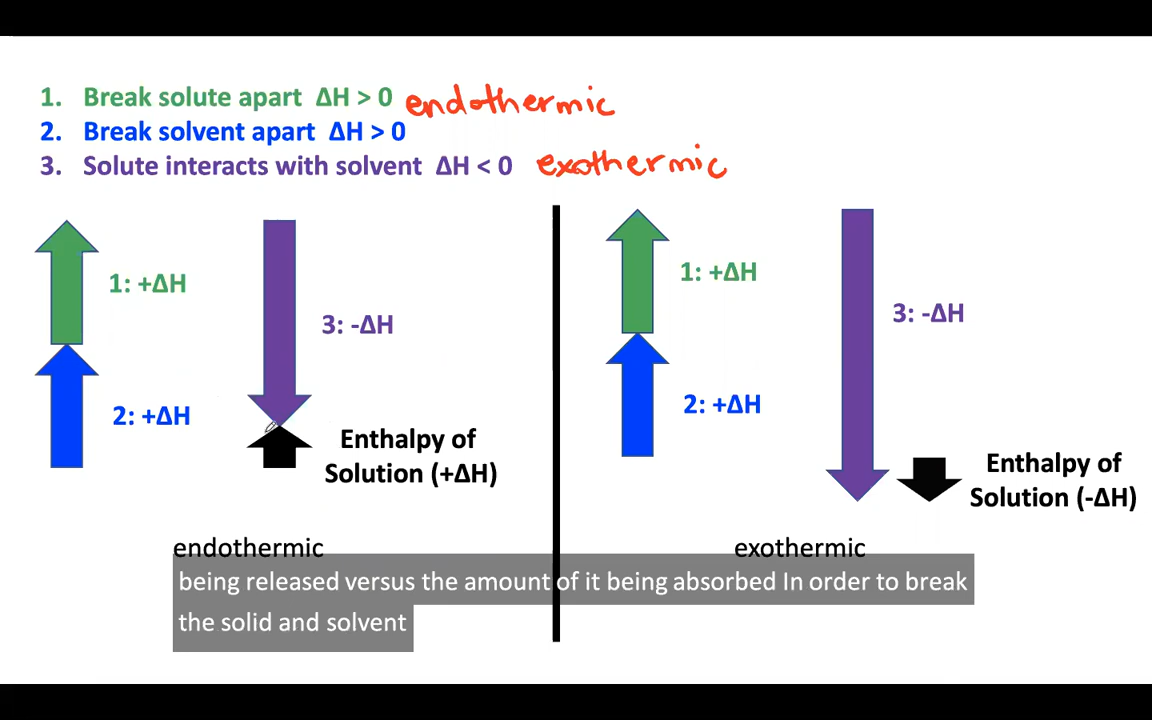 1. Break solute apart ΔH > 0 endothermic
2. Break solvent apart ΔH > 0
3. Solute interacts with solvent ΔH < 0 exothermic
1: +ΔH
3: -ΔH
2: +ΔH
Enthalpy of
Solution (+ΔH)
endothermic
1: +ΔH
3: -ΔH
2: +ΔH
Enthalpy of
Solution (-ΔH)
exothermic
being released versus the amount of it being absorbed In order to break
the solid and solvent